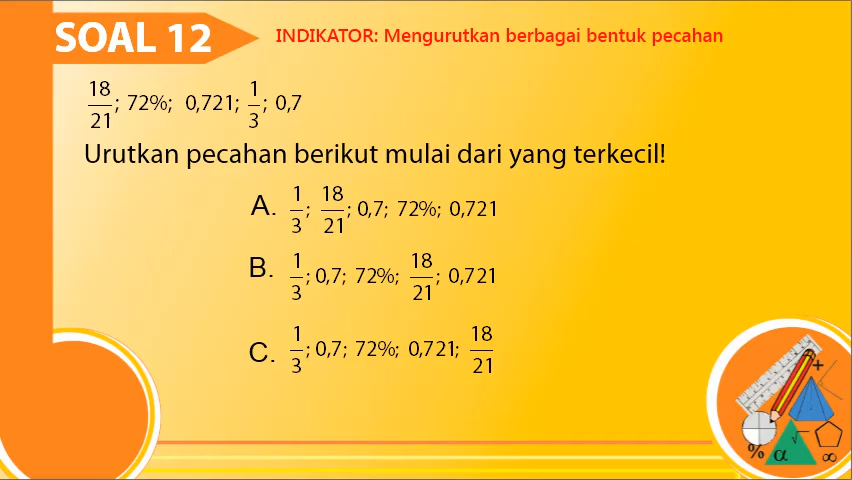 SOAL 12
INDIKATOR: Mengurutkan berbagai bentuk pecahan
18/21; 72%; 0,721; 1/3; 0,7
Urutkan pecahan berikut mulai dari yang terkecil!
A. 1/3; 18/21; 0,7; 72%; 0,721
B. 1/3; 0,7; 72%; 18/21; 0,721
C. 1/3; 0,7; 72%; 0,721; 18/21
+
√
% α ∞